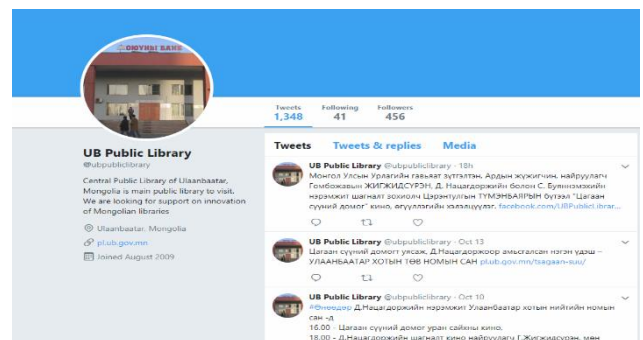 Tweets Following Followers
1,348 41 456
UB Public Library
@ubpubliclibrary
Central Public Library of Ulaanbaatar,
Mongolia is main public library to visit.
We are looking for support on innovation
of Mongolian libraries
Ulaanbaatar, Mongolia
pl.ub.gov.mn
Joined August 2009
Tweets Tweets & replies Media
UB Public Library @ubpubliclibrary · 18h
Монгол Улсын Урлагийн гавьяат зүтгэлтэн, Ардын жүжигчин, найруулагч
Гомбожавын ЖИГЖИДСҮРЭН, Д. Нацагдоржийн болон С. Буяннэмэхийн
нэрэмжит шагналт зохиолч Цэрэнтулгын ТҮМЭНБАЯРЫН бүтээл "Цагаан
сүүний домог" кино, өгүүллэгийн хэлэлцүүлэг. facebook.com/UBPublicLibrar...
UB Public Library @ubpubliclibrary · Oct 13
Цагаан сүүний домогт уясаж, Д.Нацагдоржоор амьсгалсан нэгэн үдэш –
УЛААНБААТАР ХОТЫН ТӨВ НОМЫН САН pl.ub.gov.mn/tsagaan-suu/
UB Public Library @ubpubliclibrary · Oct 10
#Өнөөдөр Д.Нацагдоржийн нэрэмжит Улаанбаатар хотын нийтийн номын
сан -д
16.00 - Цагаан сүүний домог уран сайхны кино,
18.00 - Д.Нацагдоржийн шагналт кино найруулагч Г.Жигжидсүрэн, мөн